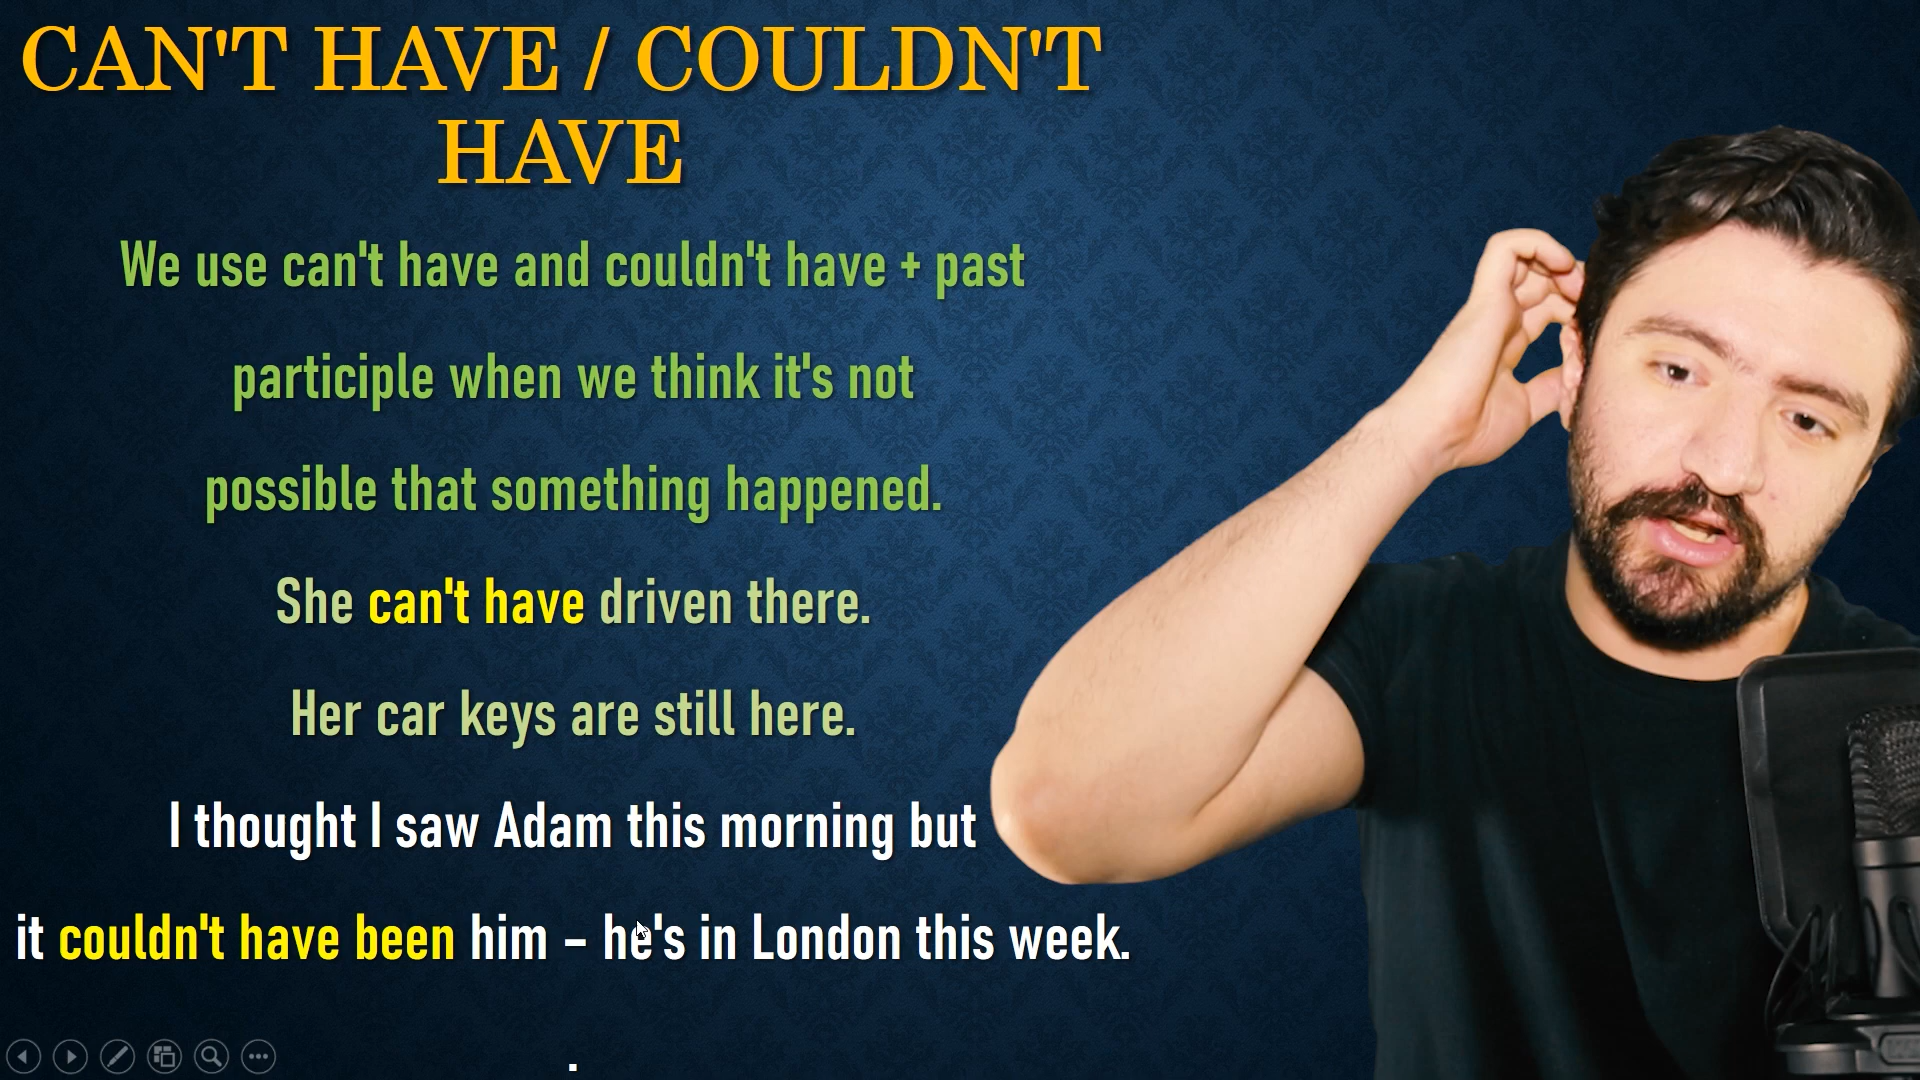 CAN'T HAVE / COULDN'T
HAVE
We use can't have and couldn't have + past
participle when we think it's not
possible that something happened.
She can't have driven there.
Her car keys are still here.
I thought I saw Adam this morning but
it couldn't have been him – he's in London this week.
.